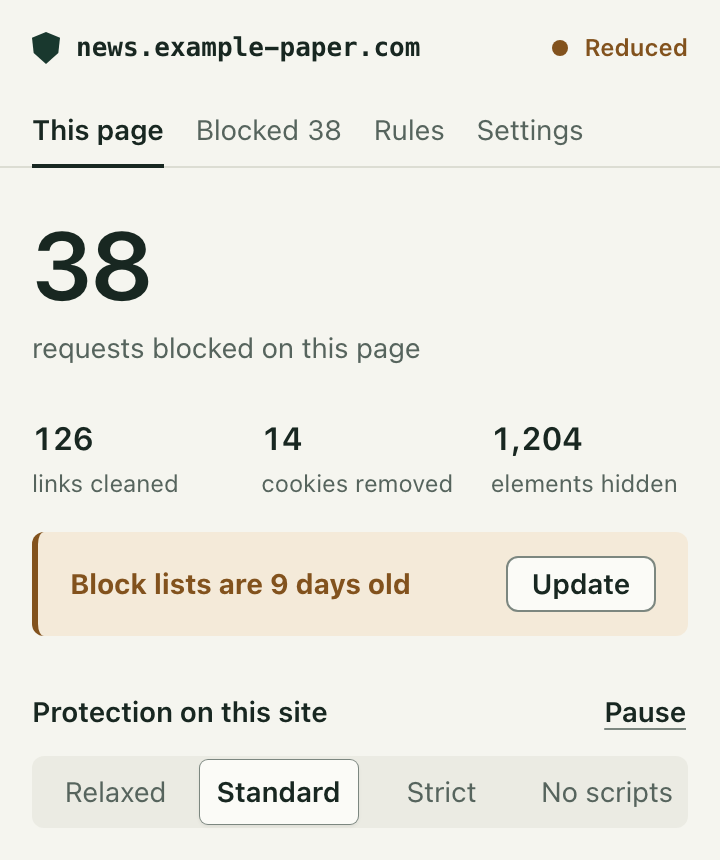 news.example-paper.com
Reduced
This page
Blocked 38
Rules
Settings
38
requests blocked on this page
126
links cleaned
14
cookies removed
1,204
elements hidden
Block lists are 9 days old
Update
Protection on this site
Pause
Relaxed
Standard
Strict
No scripts